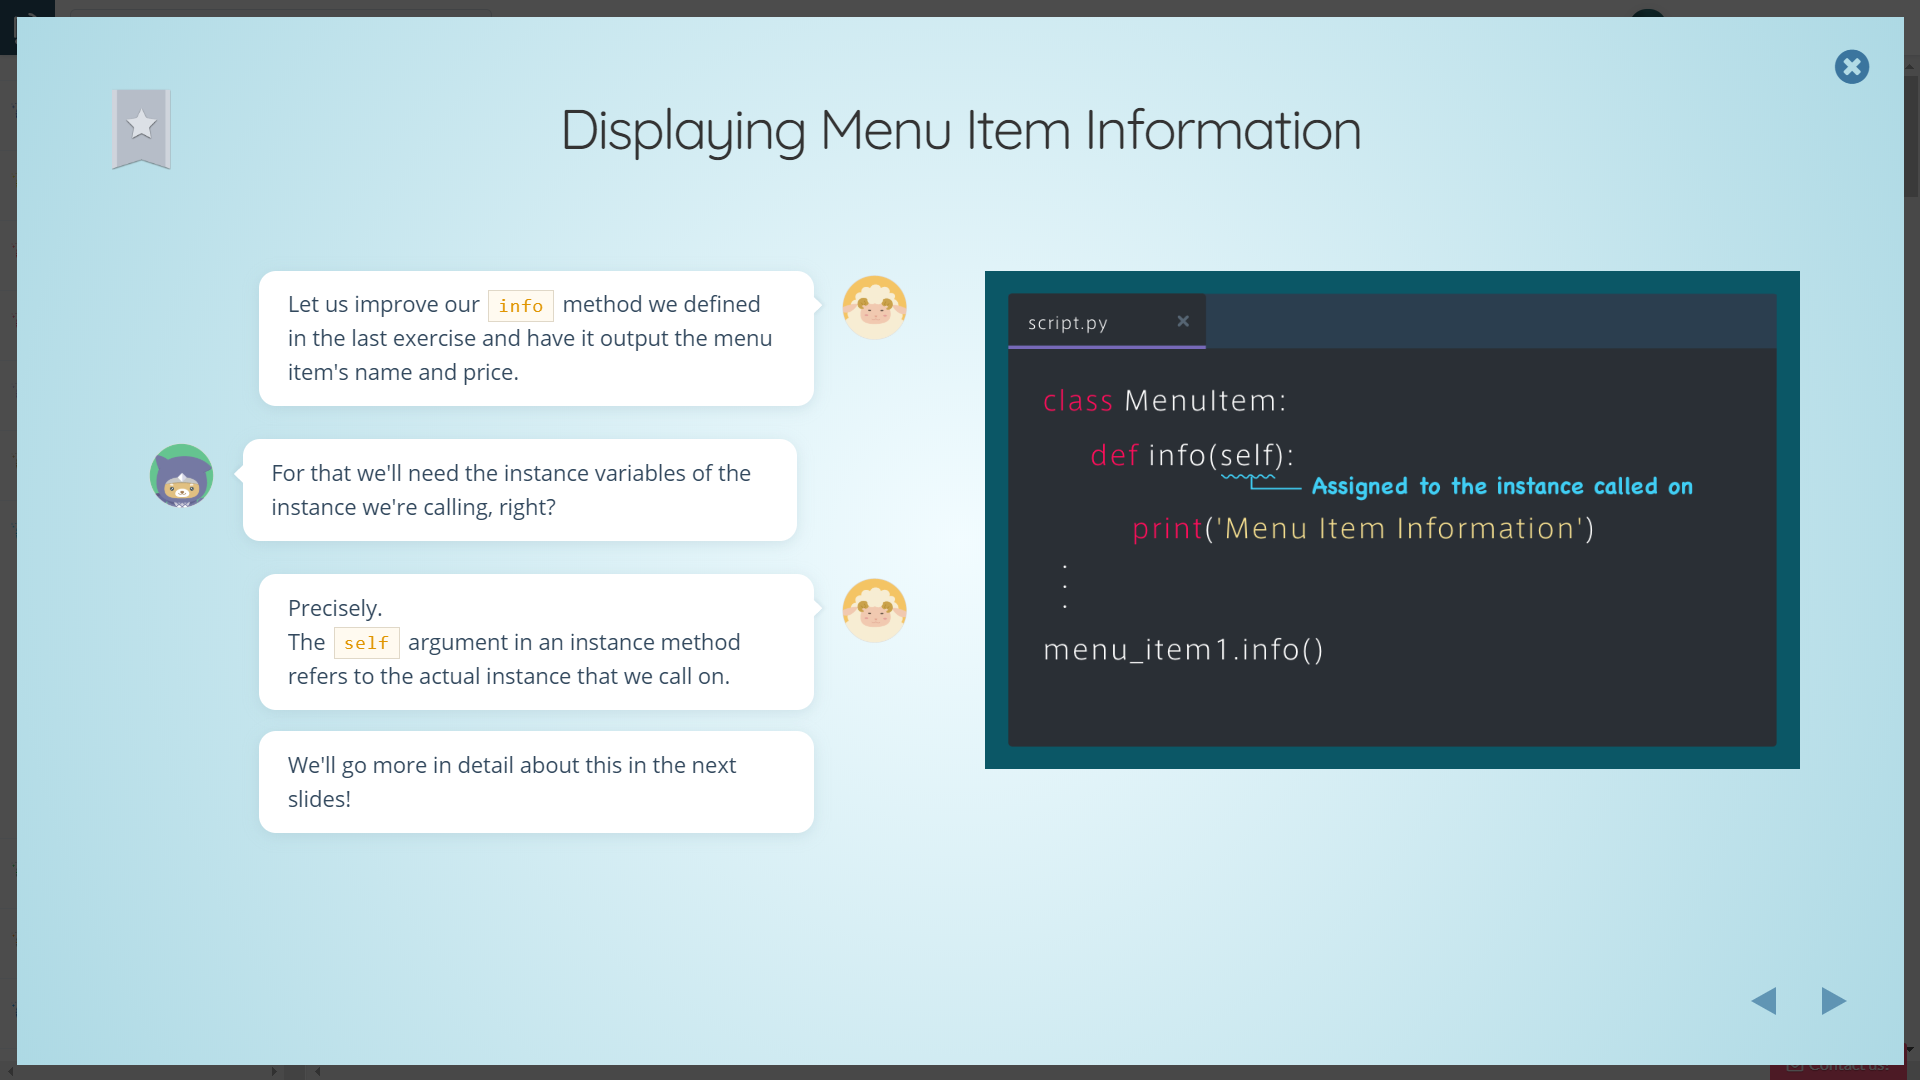 Displaying Menu Item Information
Let us improve our info method we defined
in the last exercise and have it output the menu
item's name and price.
For that we'll need the instance variables of the
instance we're calling, right?
Precisely.
The self argument in an instance method
refers to the actual instance that we call on.
We'll go more in detail about this in the next
slides!
script.py
class MenuItem:
def info(self):
Assigned to the instance called on
print('Menu Item Information')
.
.
.
menu_item1.info()
Contact us!